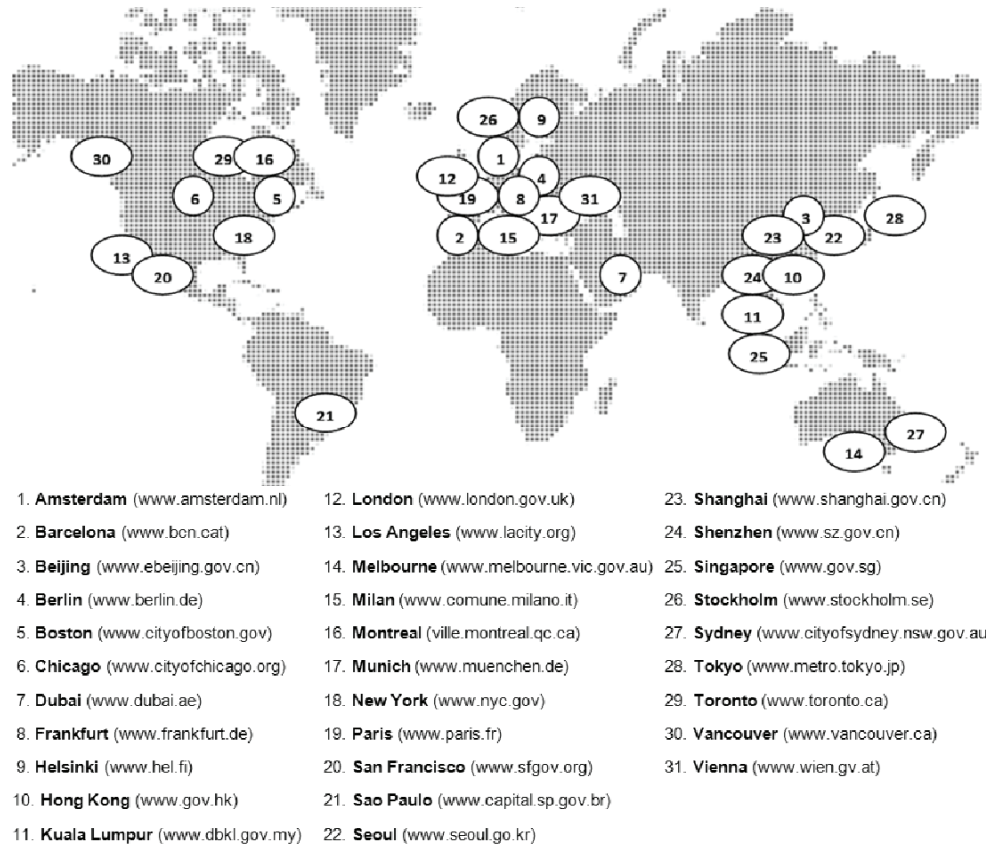 26 9
30 29 16 1
12 4
6 5 19 8 31
17 3 28
18 2 15 23 22
13
20 7 24 10
11
25
21
27
14
1. Amsterdam (www.amsterdam.nl)
2. Barcelona (www.bcn.cat)
3. Beijing (www.ebeijing.gov.cn)
4. Berlin (www.berlin.de)
5. Boston (www.cityofboston.gov)
6. Chicago (www.cityofchicago.org)
7. Dubai (www.dubai.ae)
8. Frankfurt (www.frankfurt.de)
9. Helsinki (www.hel.fi)
10. Hong Kong (www.gov.hk)
11. Kuala Lumpur (www.dbkl.gov.my)
12. London (www.london.gov.uk)
13. Los Angeles (www.lacity.org)
14. Melbourne (www.melbourne.vic.gov.au)
15. Milan (www.comune.milano.it)
16. Montreal (ville.montreal.qc.ca)
17. Munich (www.muenchen.de)
18. New York (www.nyc.gov)
19. Paris (www.paris.fr)
20. San Francisco (www.sfgov.org)
21. Sao Paulo (www.capital.sp.gov.br)
22. Seoul (www.seoul.go.kr)
23. Shanghai (www.shanghai.gov.cn)
24. Shenzhen (www.sz.gov.cn)
25. Singapore (www.gov.sg)
26. Stockholm (www.stockholm.se)
27. Sydney (www.cityofsydney.nsw.gov.au
28. Tokyo (www.metro.tokyo.jp)
29. Toronto (www.toronto.ca)
30. Vancouver (www.vancouver.ca)
31. Vienna (www.wien.gv.at)